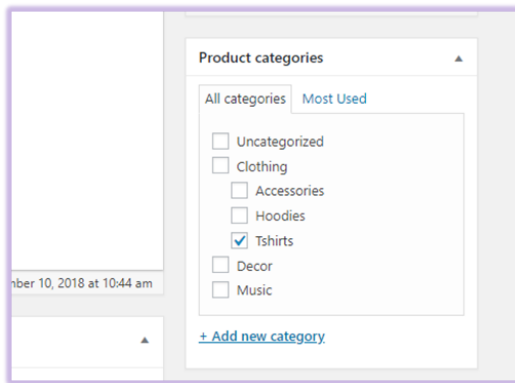 Product categories
All categories
Most Used
Uncategorized
Clothing
Accessories
Hoodies
Tshirts
Decor
Music
10, 2018 at 10:44 am
+ Add new category